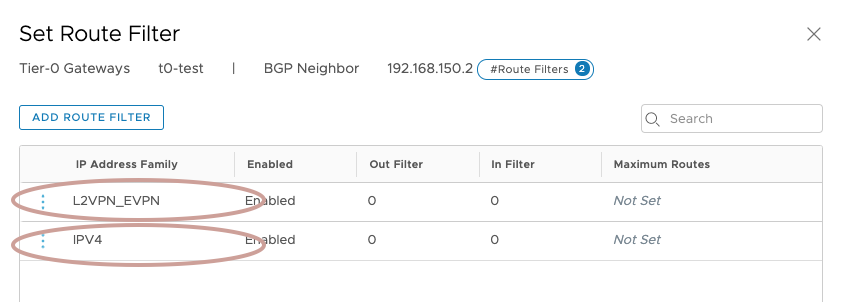 Set Route Filter
Tier-0 Gateways t0-test | BGP Neighbor 192.168.150.2 #Route Filters 2
ADD ROUTE FILTER Search
IP Address Family Enabled Out Filter In Filter Maximum Routes
L2VPN_EVPN Enabled 0 0 Not Set
IPV4 Enabled 0 0 Not Set